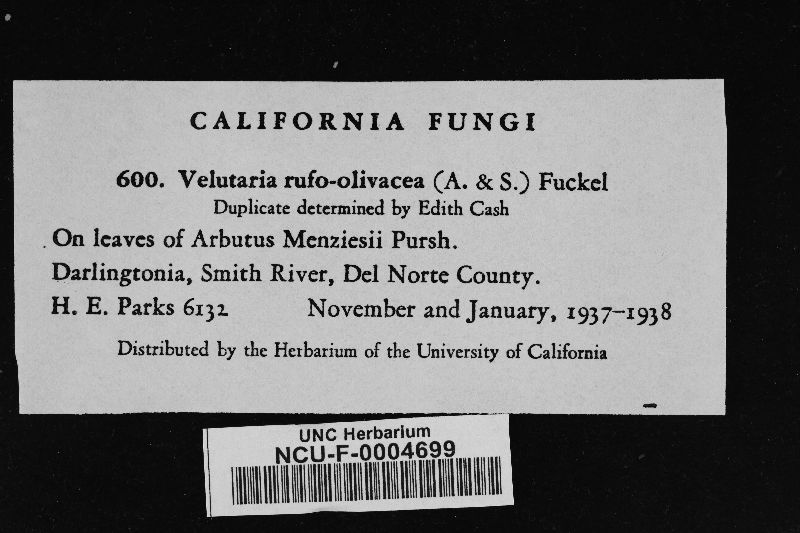 CALIFORNIA FUNGI
600. Velutaria rufo-olivacea (A. & S.) Fuckel
Duplicate determined by Edith Cash
On leaves of Arbutus Menziesii Pursh.
Darlingtonia, Smith River, Del Norte County.
H. E. Parks 6132 November and January, 1937–1938
Distributed by the Herbarium of the University of California
UNC Herbarium
NCU-F-0004699